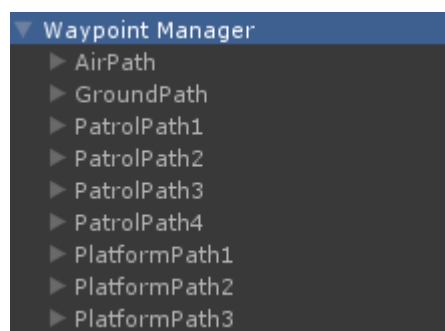 Waypoint Manager
AirPath
GroundPath
PatrolPath1
PatrolPath2
PatrolPath3
PatrolPath4
PlatformPath1
PlatformPath2
PlatformPath3